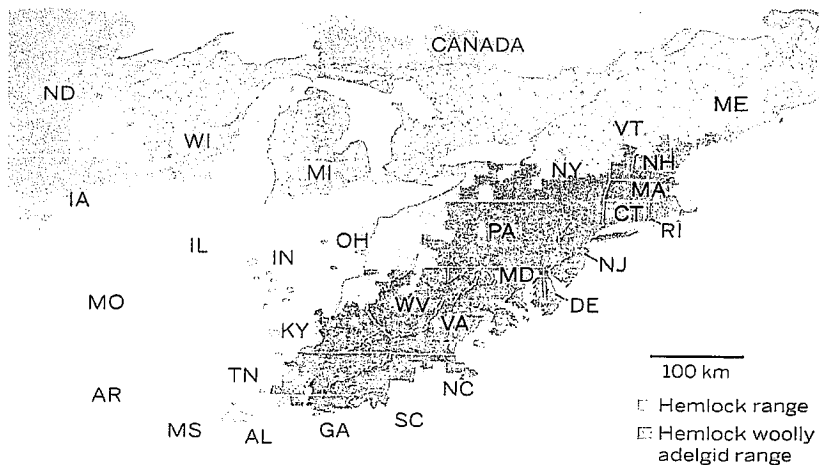 CANADA
ND
ME
VT
WI
NH
NY
MI
MA
IA
CT
PA
RI
OH
IL
IN
NJ
MD
MO
WV
DE
VA
KY
100 km
TN
NC
AR
Hemlock range
SC
MS
AL
GA
Hemlock woolly
adelgid range